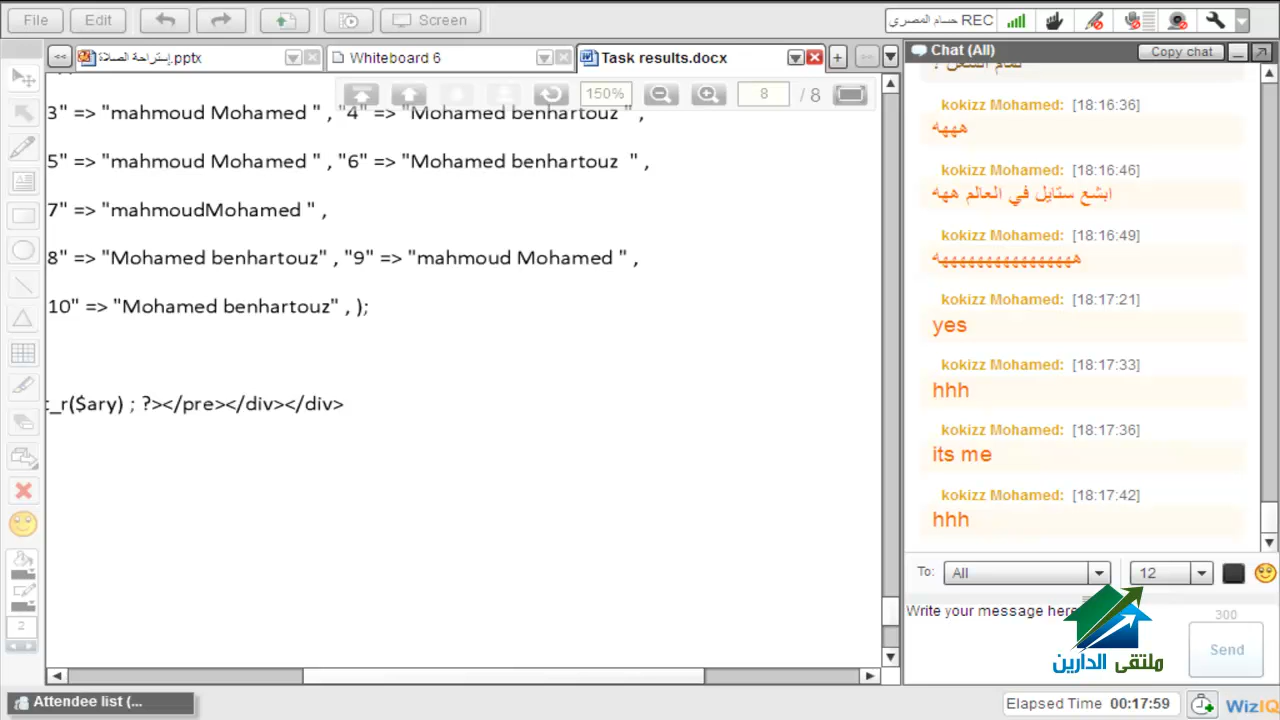 File
Edit
Screen
REC حسام المصري
<<
إستراحة الصلاة.pptx
Whiteboard 6
Task results.docx
Chat (All)
Copy chat
150%
8
/ 8
3" => "mahmoud Mohamed " , "4" => "Mohamed benhartouz " ,
5" => "mahmoud Mohamed " , "6" => "Mohamed benhartouz  " ,
7" => "mahmoudMohamed " ,
8" => "Mohamed benhartouz" , "9" => "mahmoud Mohamed " ,
10" => "Mohamed benhartouz" , );
t_r($ary) ; ?></pre></div></div>
kokizz Mohamed: [18:16:36]
هههه
kokizz Mohamed: [18:16:46]
ابشع ستايل في العالم ههه
kokizz Mohamed: [18:16:49]
kokizz Mohamed: [18:17:21]
yes
kokizz Mohamed: [18:17:33]
hhh
kokizz Mohamed: [18:17:36]
its me
kokizz Mohamed: [18:17:42]
hhh
To:
All
12
Write your message here
300
Send
ملتقى الدارين
2
Attendee list (...
Elapsed Time 00:17:59
WizIQ